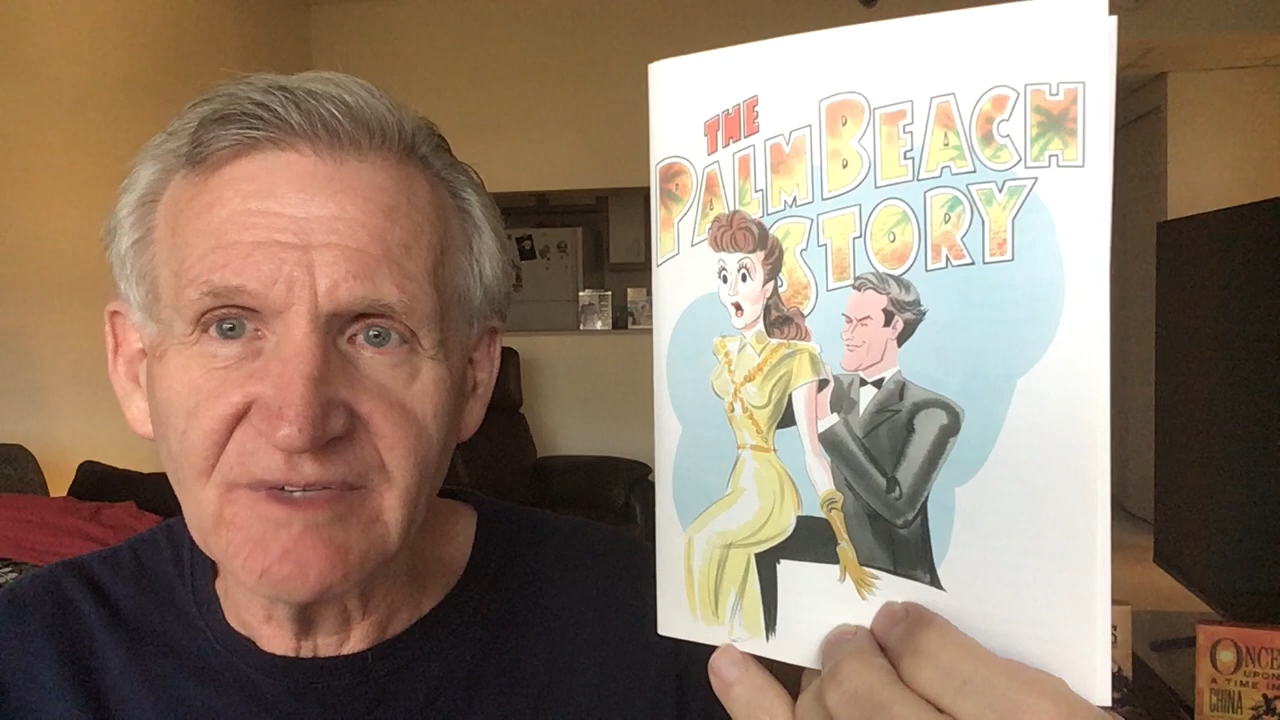 THE
PALM BEACH
STORY
ONCE
UPON
A TIME IN
CHINA